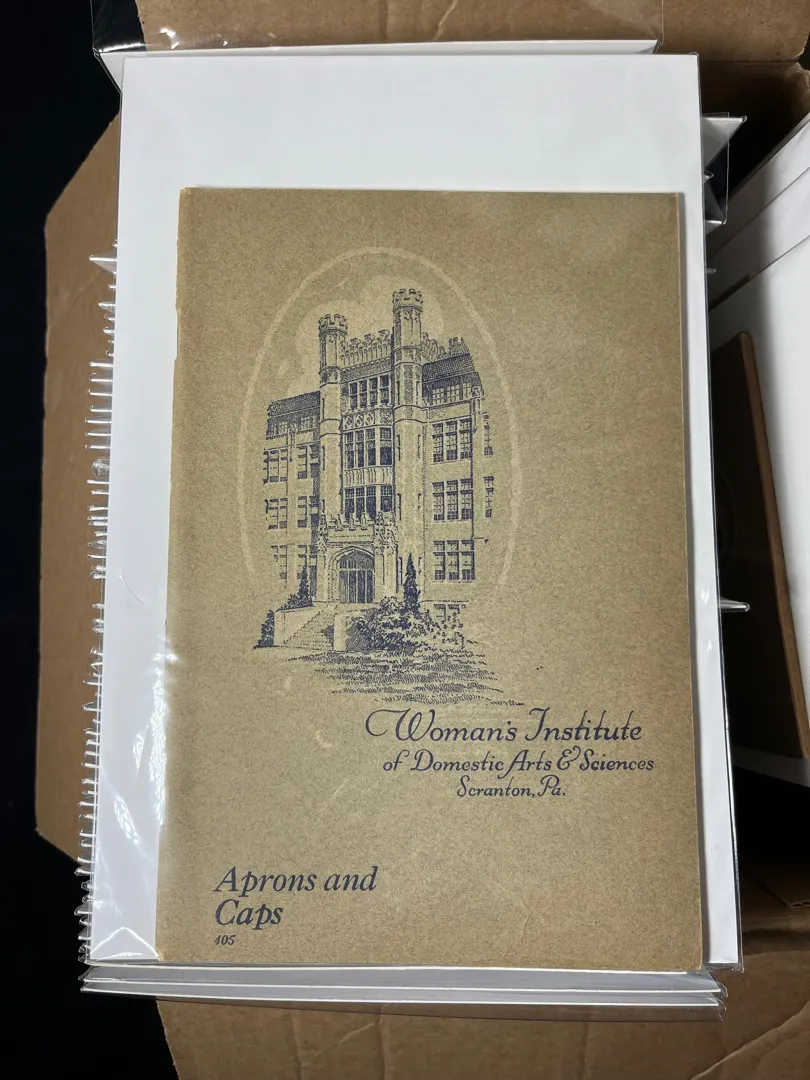 Woman's Institute
of Domestic Arts & Sciences
Scranton, Pa.
Aprons and
Caps
405